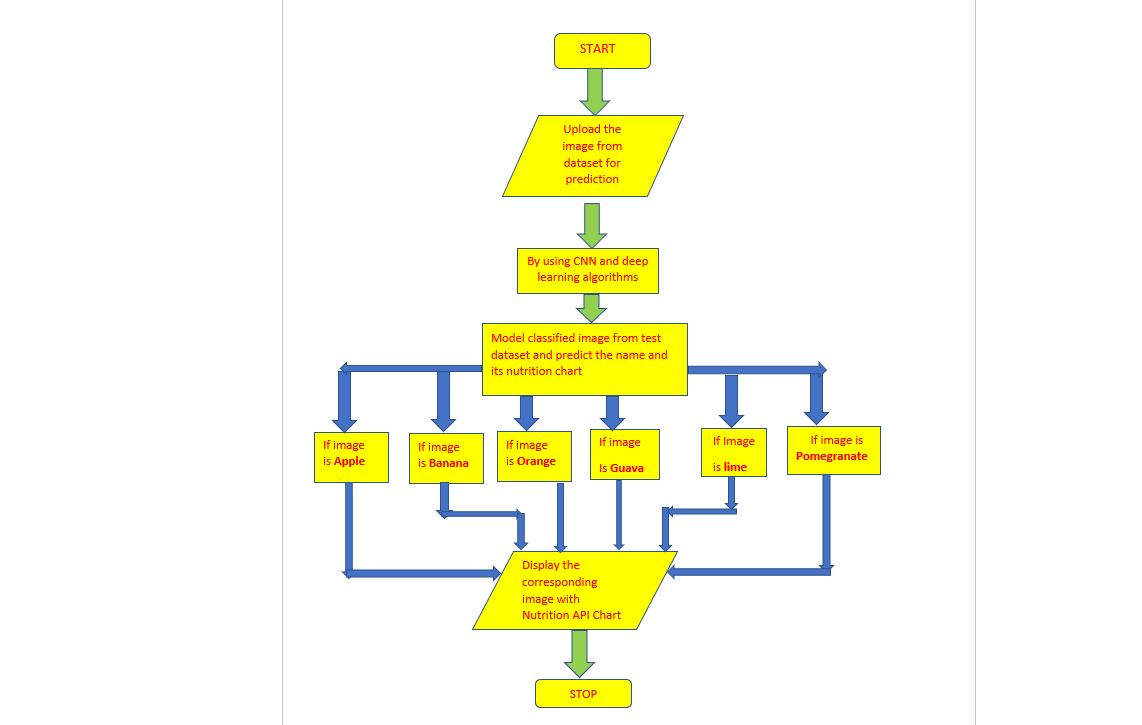 START
Upload the
image from
dataset for
prediction
By using CNN and deep
learning algorithms
Model classified image from test
dataset and predict the name and
its nutrition chart
If image
is Apple
If image
is Banana
If image
is Orange
If image
Is Guava
If Image
is lime
If image is
Pomegranate
Display the
corresponding
image with
Nutrition API Chart
STOP